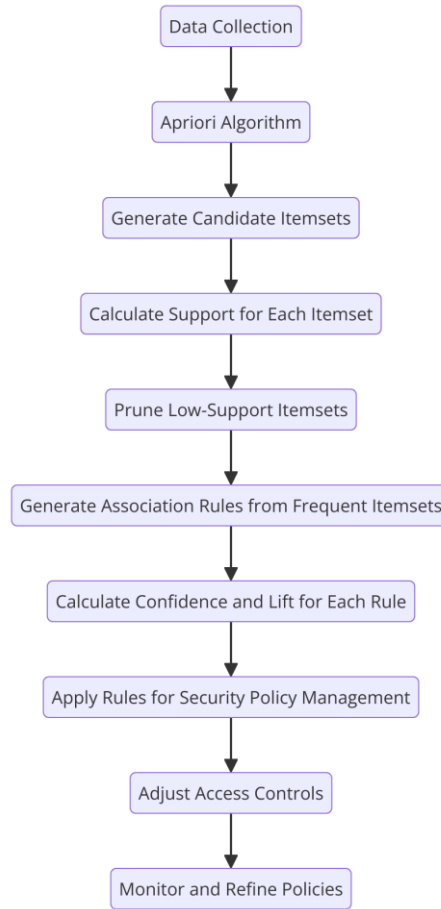 Data Collection
Apriori Algorithm
Generate Candidate Itemsets
Calculate Support for Each Itemset
Prune Low-Support Itemsets
Generate Association Rules from Frequent Itemsets
Calculate Confidence and Lift for Each Rule
Apply Rules for Security Policy Management
Adjust Access Controls
Monitor and Refine Policies